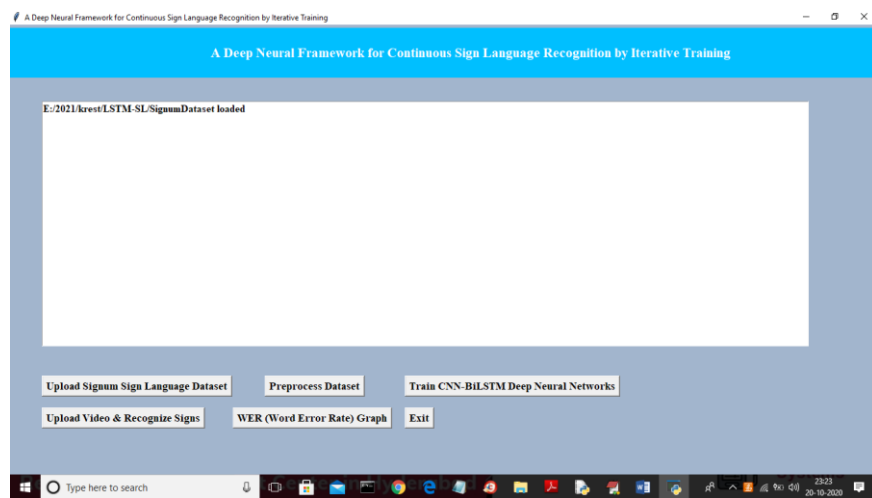 A Deep Neural Framework for Continuous Sign Language Recognition by Iterative Training
A Deep Neural Framework for Continuous Sign Language Recognition by Iterative Training
E:/2021/krest/LSTM-SL/SignumDataset loaded
Upload Signum Sign Language Dataset
Preprocess Dataset
Train CNN-BiLSTM Deep Neural Networks
Upload Video & Recognize Signs
WER (Word Error Rate) Graph
Exit
Type here to search
23:23
20-10-2020